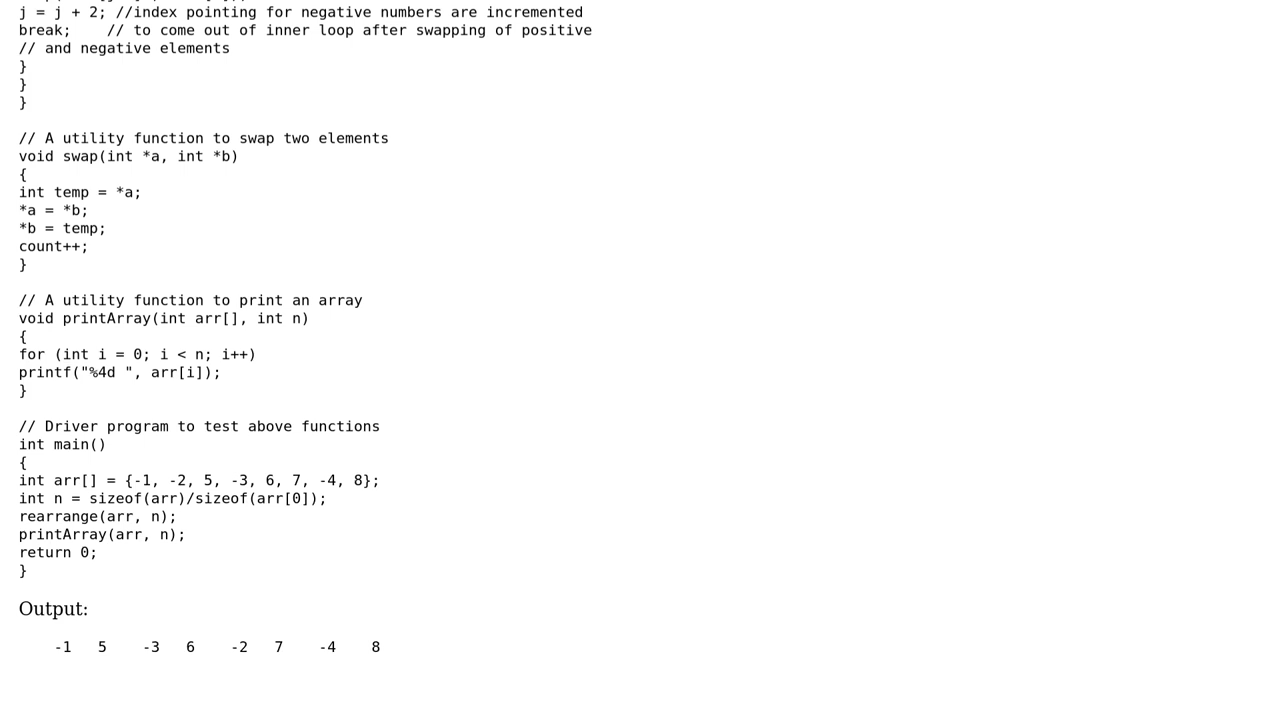 j = j + 2; //index pointing for negative numbers are incremented
break;    // to come out of inner loop after swapping of positive
// and negative elements
}
}
}
// A utility function to swap two elements
void swap(int *a, int *b)
{
int temp = *a;
*a = *b;
*b = temp;
count++;
}
// A utility function to print an array
void printArray(int arr[], int n)
{
for (int i = 0; i < n; i++)
printf("%4d ", arr[i]);
}
// Driver program to test above functions
int main()
{
int arr[] = {-1, -2, 5, -3, 6, 7, -4, 8};
int n = sizeof(arr)/sizeof(arr[0]);
rearrange(arr, n);
printArray(arr, n);
return 0;
}
Output:
    -1   5    -3   6    -2   7    -4    8